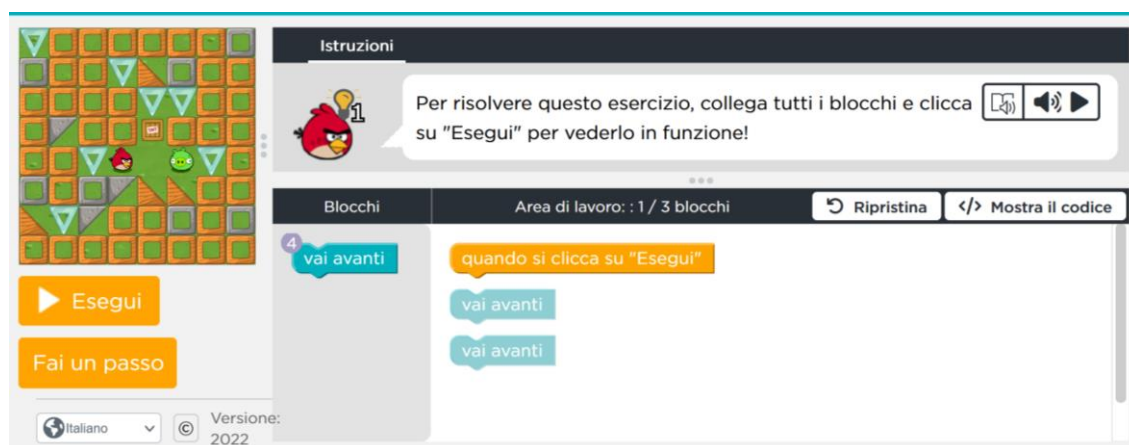 Istruzioni
1
Per risolvere questo esercizio, collega tutti i blocchi e clicca
su "Esegui" per vederlo in funzione!
Blocchi
Area di lavoro: : 1 / 3 blocchi
Ripristina
</> Mostra il codice
4
vai avanti
quando si clicca su "Esegui"
vai avanti
vai avanti
Esegui
Fai un passo
Italiano
©
Versione:
2022